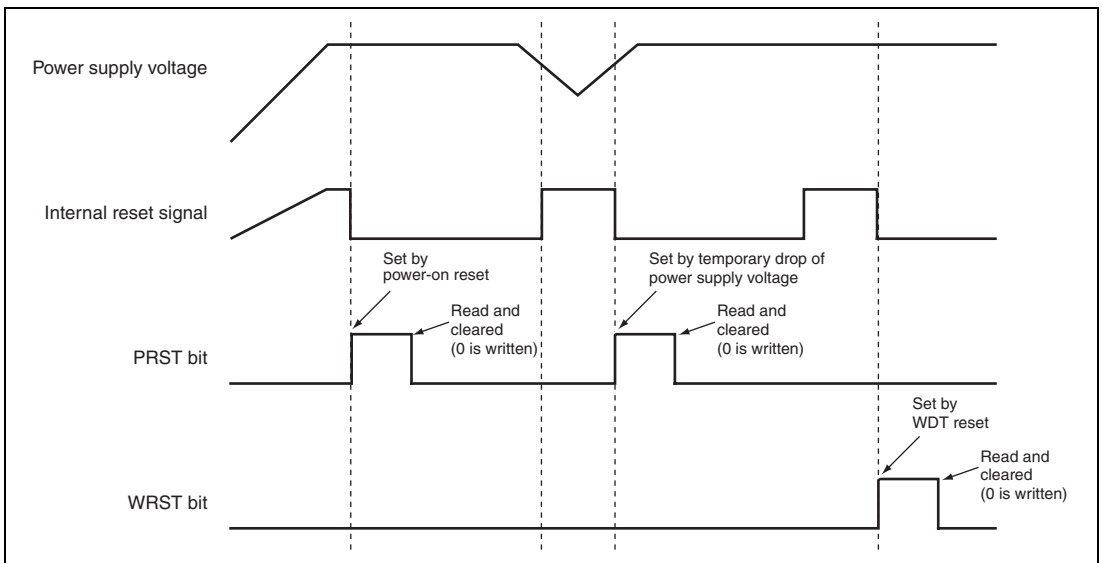 Power supply voltage
Internal reset signal
Set by
power-on reset
Set by temporary drop of
power supply voltage
Read and
cleared
(0 is written)
Read and
cleared
(0 is written)
PRST bit
Set by
WDT reset
Read and
cleared
(0 is written)
WRST bit